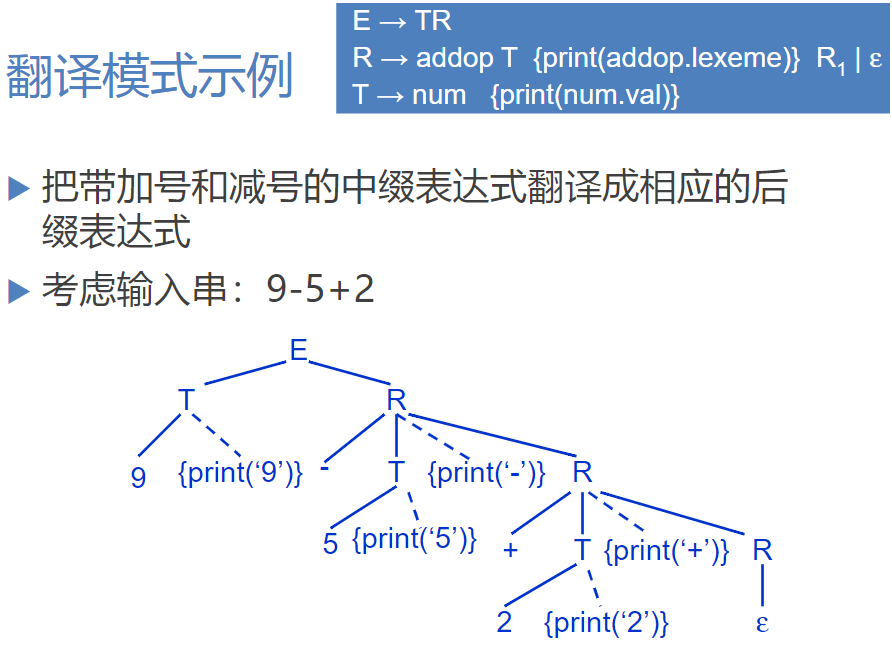 翻译模式示例
E → TR
R → addop T {print(addop.lexeme)} R₁ | ε
T → num {print(num.val)}
把带加号和减号的中缀表达式翻译成相应的后
缀表达式
考虑输入串：9-5+2
E
T R
9 {print(‘9’)} - T {print(‘-’)} R
5 {print(‘5’)} + T {print(‘+’)} R
2 {print(‘2’)} ε